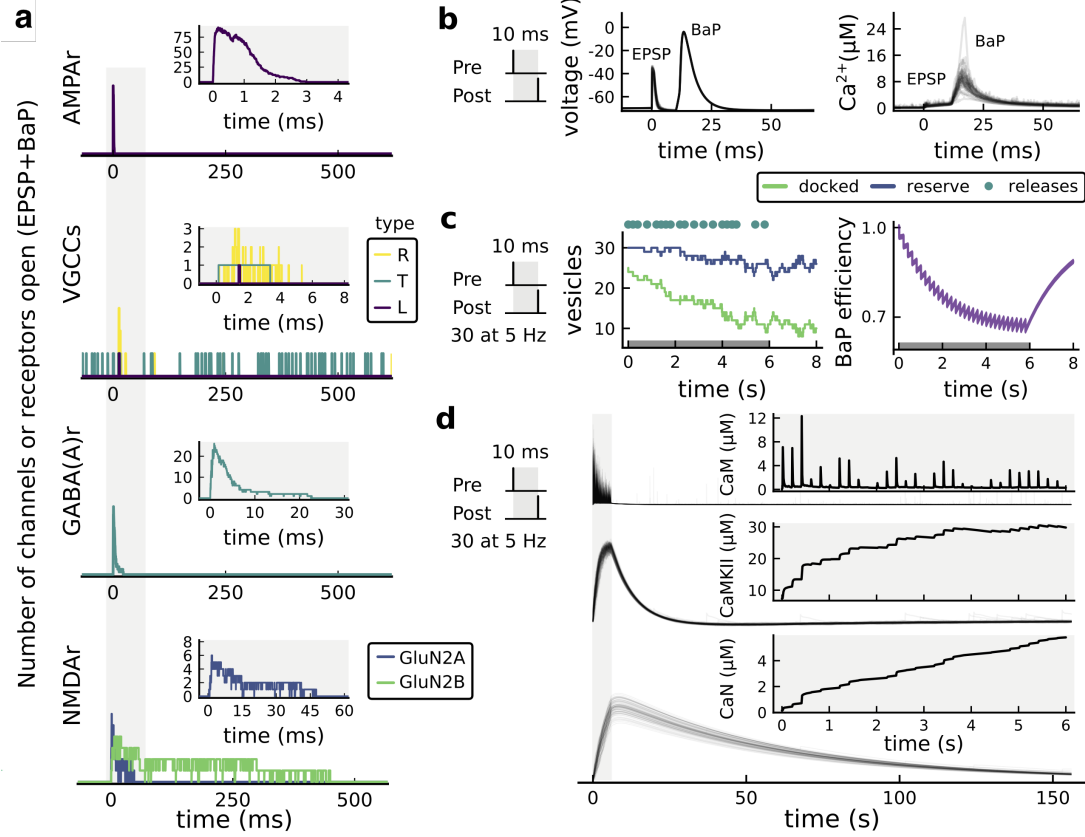 a
Number of channels or receptors open (EPSP+BaP)
AMPAr
75
50
25
0
0 1 2 3 4
time (ms)
0 250 500
VGCCs
3
2
1
0
0 2 4 6 8
time (ms)
type
R
T
L
0 250 500
GABA(A)r
20
10
0
0 10 20 30
time (ms)
0 250 500
NMDAr
8
6
4
2
0
0 15 30 45 60
time (ms)
GluN2A
GluN2B
0 250 500
time (ms)
b
10 ms
Pre
Post
voltage (mV)
0
-20
-40
-60
EPSP
BaP
0 25 50
time (ms)
Ca²⁺(μM)
24
16
8
0
EPSP
BaP
0 25 50
time (ms)
docked reserve releases
c
10 ms
Pre
Post
30 at 5 Hz
vesicles
30
20
10
0 2 4 6 8
time (s)
BaP efficiency
1.0
0.7
0 2 4 6 8
time (s)
d
10 ms
Pre
Post
30 at 5 Hz
CaM (μM)
12
8
4
0
CaMKII (μM)
30
20
10
CaN (μM)
4
2
0
0 1 2 3 4 5 6
time (s)
0 50 100 150
time (s)